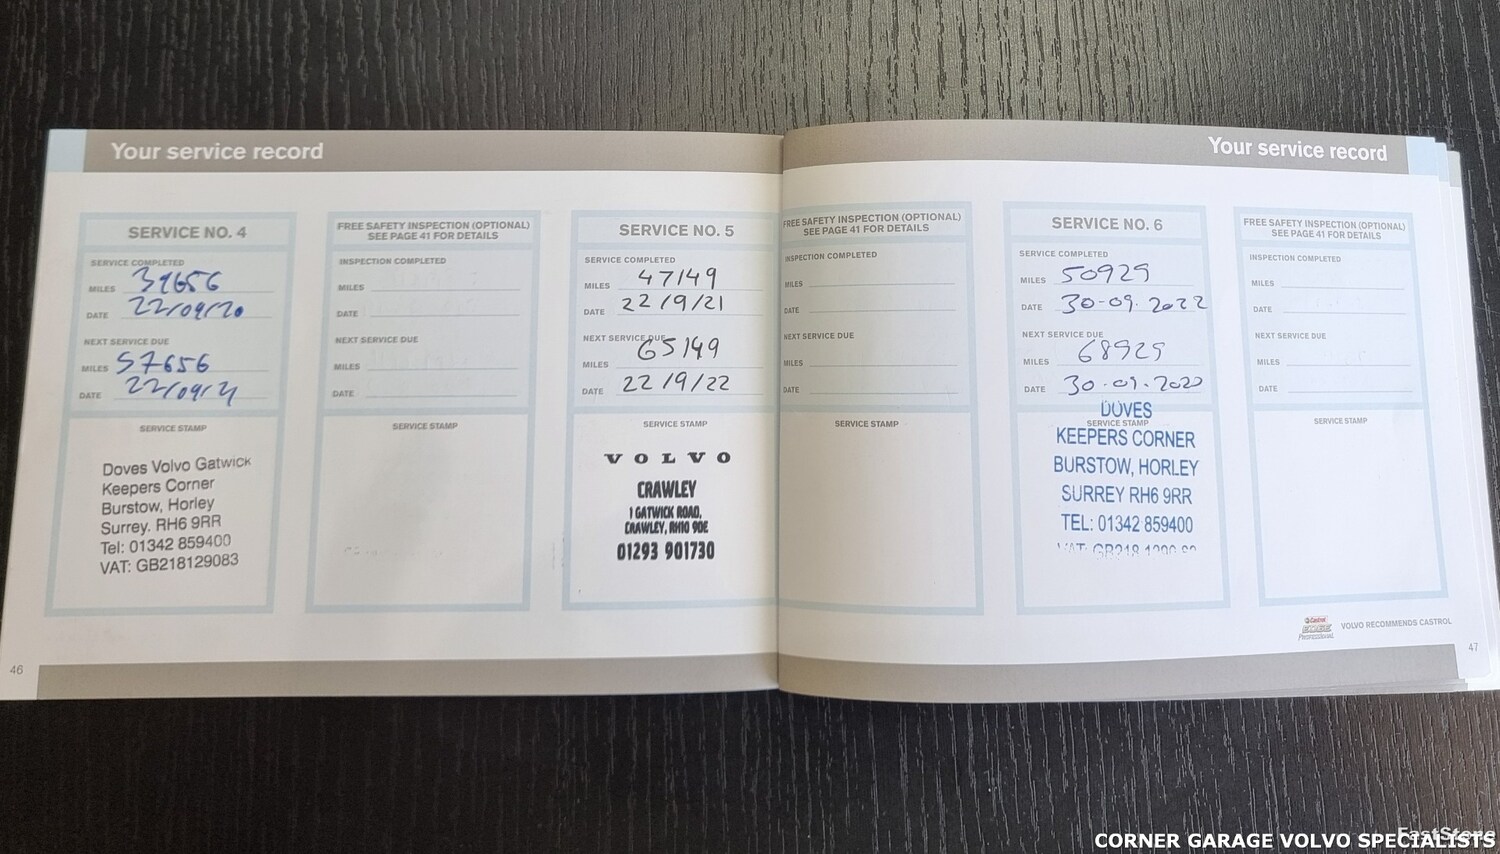 Your service record
SERVICE NO. 4
SERVICE COMPLETED
MILES 39656
DATE 22/09/20
NEXT SERVICE DUE
MILES 57656
DATE 22/09/21
SERVICE STAMP
Doves Volvo Gatwick
Keepers Corner
Burstow, Horley
Surrey. RH6 9RR
Tel: 01342 859400
VAT: GB218129083
FREE SAFETY INSPECTION (OPTIONAL)
SEE PAGE 41 FOR DETAILS
INSPECTION COMPLETED
MILES
DATE
NEXT SERVICE DUE
MILES
DATE
SERVICE STAMP
SERVICE NO. 5
SERVICE COMPLETED
MILES 47149
DATE 22/9/21
NEXT SERVICE DUE
MILES 65149
DATE 22/9/22
SERVICE STAMP
VOLVO
CRAWLEY
1 GATWICK ROAD,
CRAWLEY, RH10 9DE
01293 901730
46
Your service record
FREE SAFETY INSPECTION (OPTIONAL)
SEE PAGE 41 FOR DETAILS
INSPECTION COMPLETED
MILES
DATE
NEXT SERVICE DUE
MILES
DATE
SERVICE STAMP
SERVICE NO. 6
SERVICE COMPLETED
MILES 50929
DATE 30-09-2022
NEXT SERVICE DUE
MILES 68929
DATE
SERVICE STAMP
DOVES
KEEPERS CORNER
BURSTOW, HORLEY
SURREY RH6 9RR
TEL: 01342 859400
FREE SAFETY INSPECTION (OPTIONAL)
SEE PAGE 41 FOR DETAILS
INSPECTION COMPLETED
MILES
DATE
NEXT SERVICE DUE
MILES
DATE
SERVICE STAMP
Castrol
EDGE
Professional
VOLVO RECOMMENDS CASTROL
47
CORNER GARAGE VOLVO SPECIALISTS